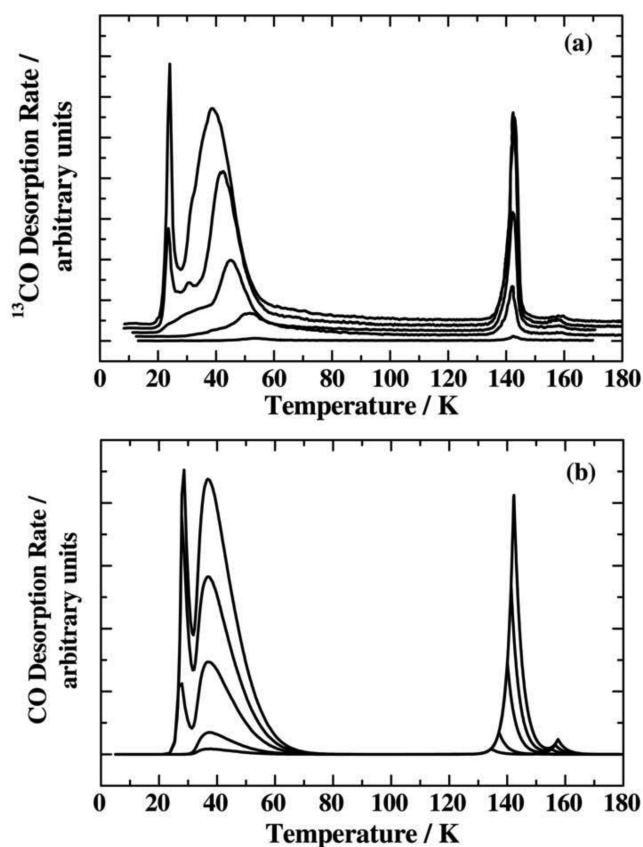 (a)
¹³CO Desorption Rate /
arbitrary units
0 20 40 60 80 100 120 140 160 180
Temperature / K
(b)
CO Desorption Rate /
arbitrary units
0 20 40 60 80 100 120 140 160 180
Temperature / K